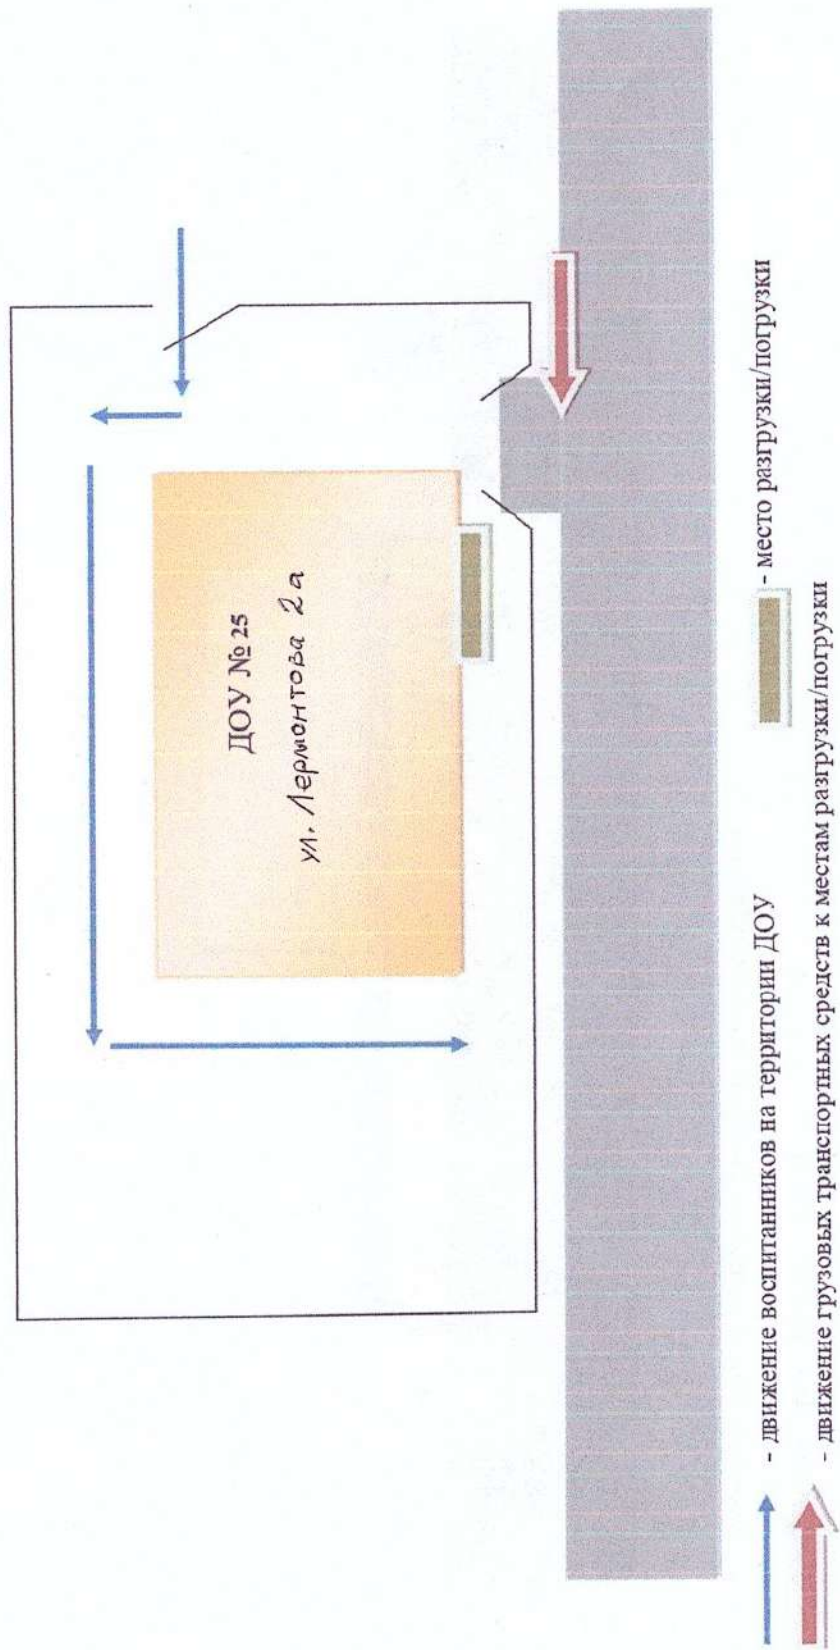 ДОУ № 25
ул. Лермонтова 2а
- движение воспитанников на территории ДОУ
- место разгрузки/погрузки
- движение грузовых транспортных средств к местам разгрузки/погрузки